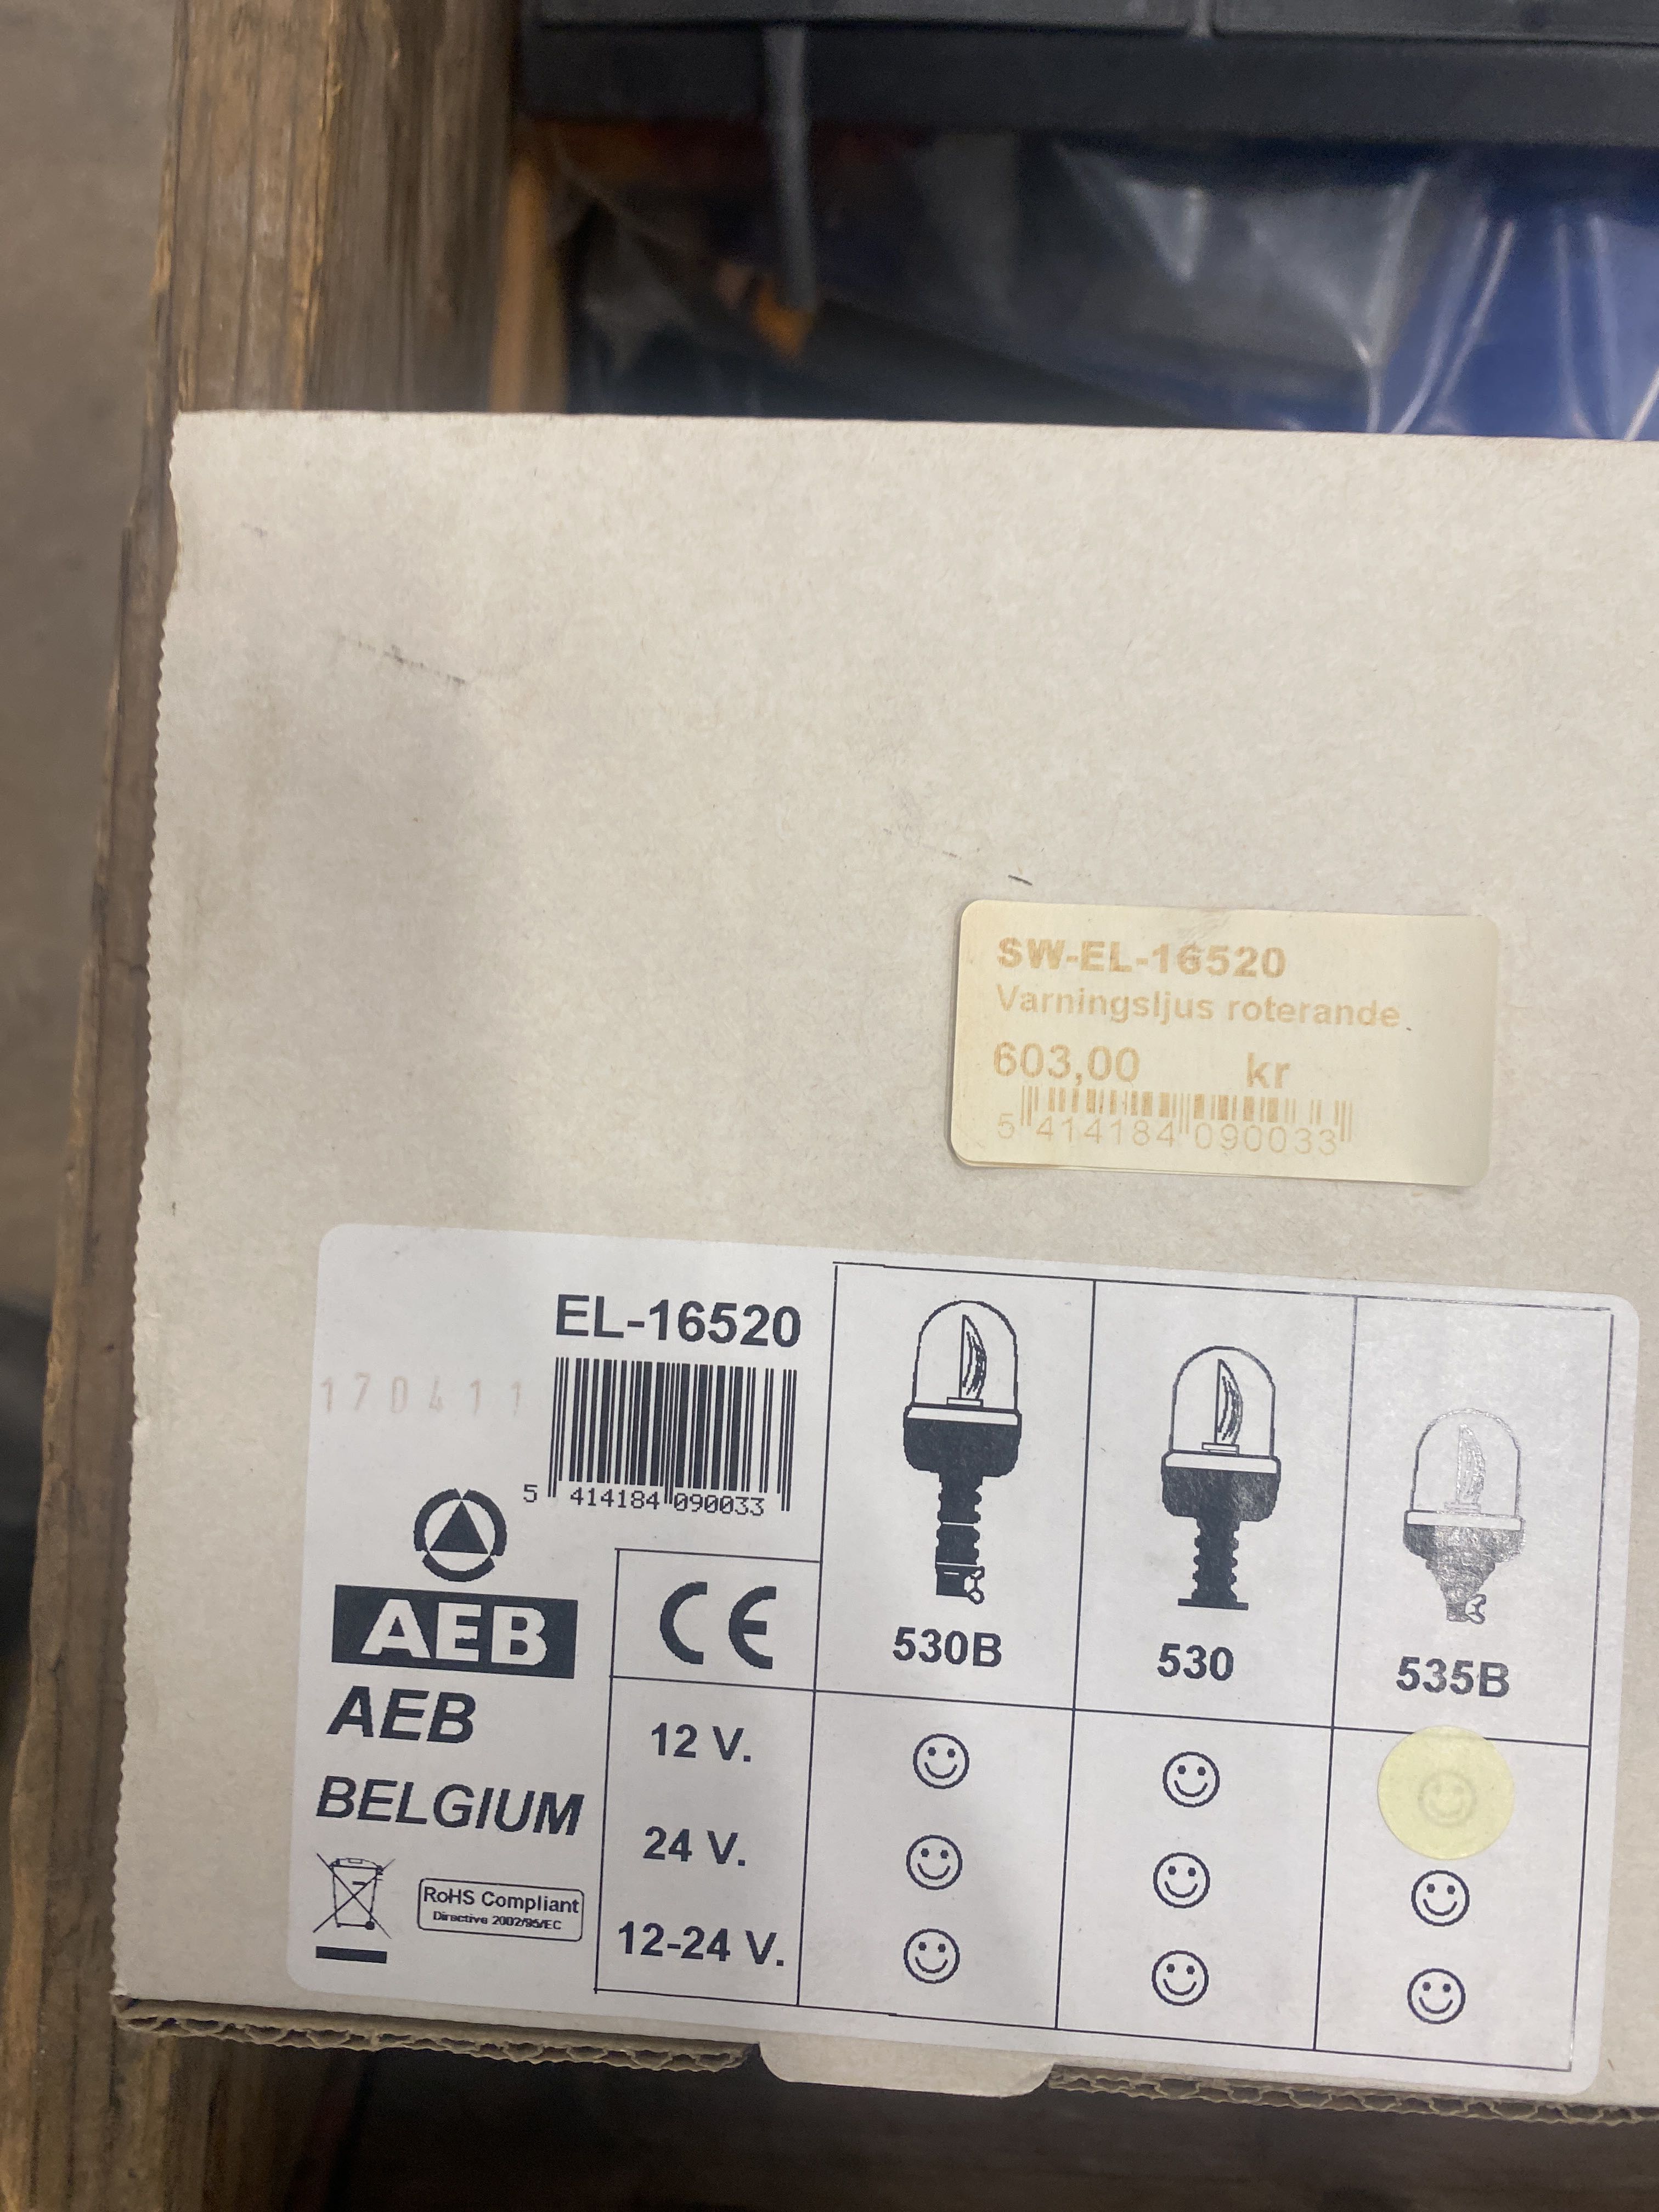 SW-EL-16520
Varningsljus roterande
603,00 kr
5 414184 090033
EL-16520
170411
5 414184 090033
AEB
AEB
BELGIUM
RoHS Compliant
Directive 2002/95/EC
CE
530B
530
535B
12 V.
24 V.
12-24 V.